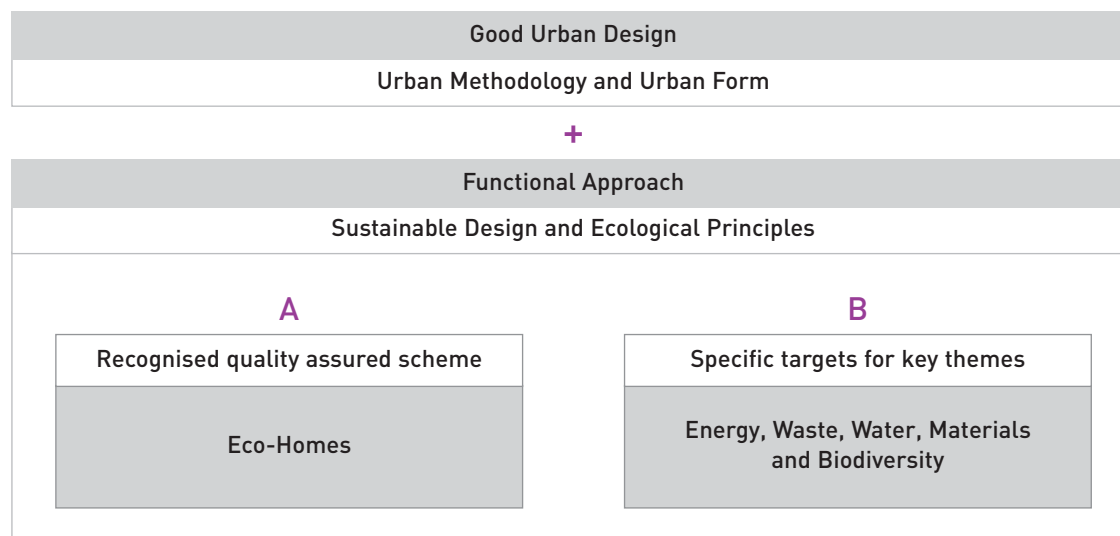 Good Urban Design
Urban Methodology and Urban Form
+
Functional Approach
Sustainable Design and Ecological Principles
A
Recognised quality assured scheme
Eco-Homes
B
Specific targets for key themes
Energy, Waste, Water, Materials
and Biodiversity